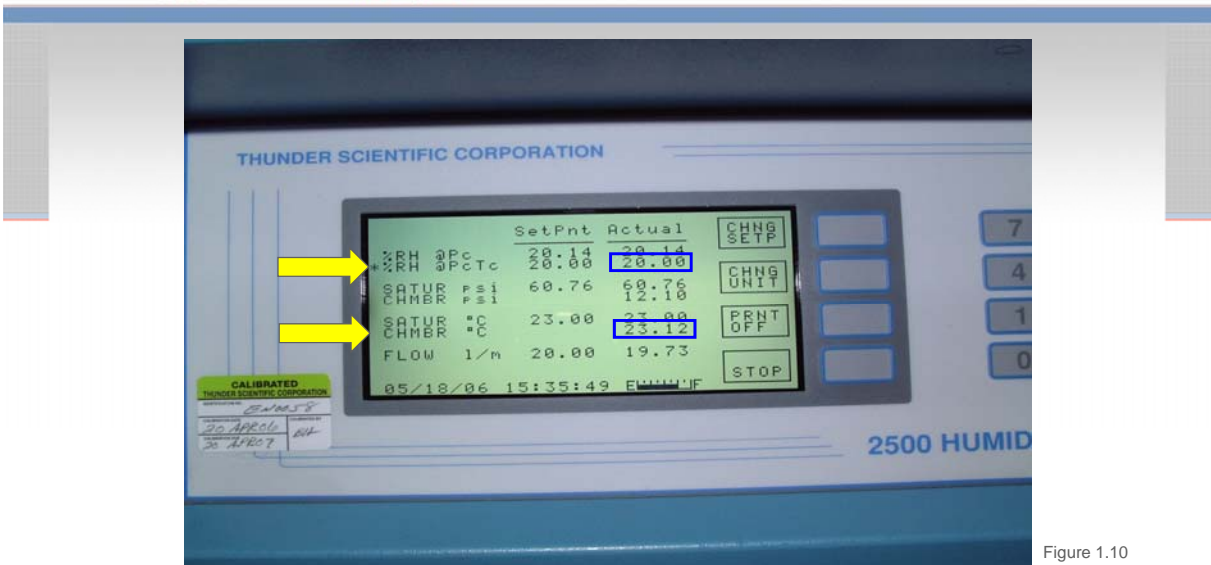 THUNDER SCIENTIFIC CORPORATION
SetPnt Actual CHNG SETP
%RH @Pc 20.14 20.14
*%RH @PcTc 20.00 20.00
CHNG UNIT
SATUR psi 60.76 60.76
CHMBR psi 12.10
SATUR °C 23.00 23.00
CHMBR °C 23.12
PRNT OFF
FLOW l/m 20.00 19.73
STOP
05/18/06 15:35:49 E F
7
4
1
0
CALIBRATED
THUNDER SCIENTIFIC CORPORATION
EN0058
20 APR06
20 APR07
2500 HUMID
Figure 1.10